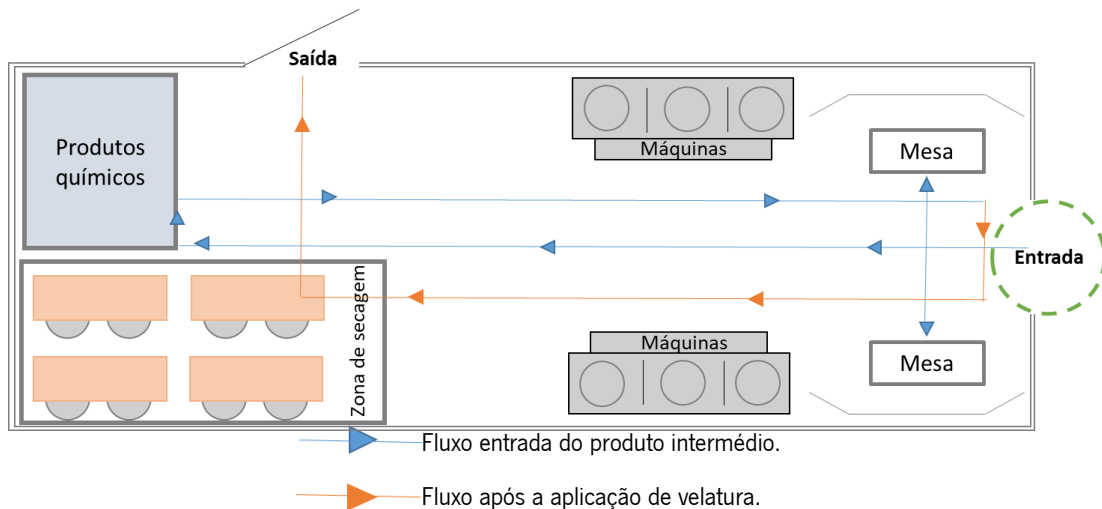 Saída
Produtos
químicos
Máquinas
Mesa
Entrada
Zona de secagem
Máquinas
Mesa
Fluxo entrada do produto intermédio.
Fluxo após a aplicação de velatura.